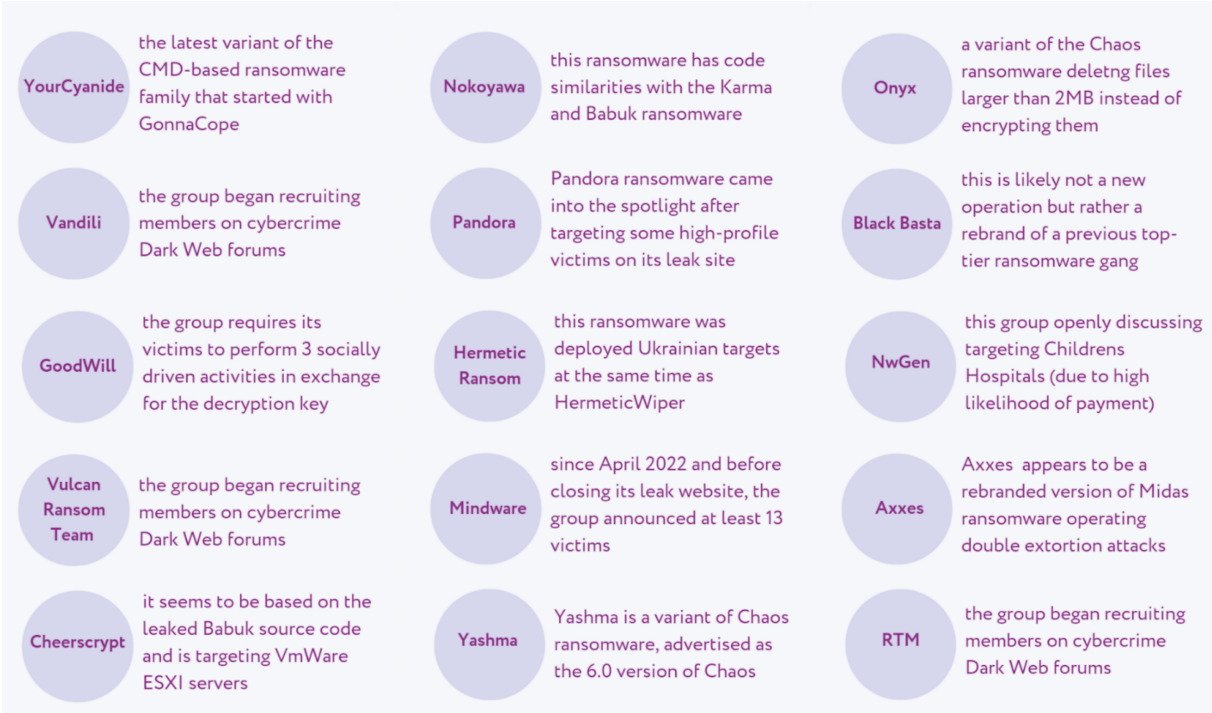 YourCyanide
the latest variant of the
CMD-based ransomware
family that started with
GonnaCope
Nokoyawa
this ransomware has code
similarities with the Karma
and Babuk ransomware
Onyx
a variant of the Chaos
ransomware deletng files
larger than 2MB instead of
encrypting them
Vandili
the group began recruiting
members on cybercrime
Dark Web forums
Pandora
Pandora ransomware came
into the spotlight after
targeting some high-profile
victims on its leak site
Black Basta
this is likely not a new
operation but rather a
rebrand of a previous top-
tier ransomware gang
GoodWill
the group requires its
victims to perform 3 socially
driven activities in exchange
for the decryption key
Hermetic
Ransom
this ransomware was
deployed Ukrainian targets
at the same time as
HermeticWiper
NwGen
this group openly discussing
targeting Childrens
Hospitals (due to high
likelihood of payment)
Vulcan
Ransom
Team
the group began recruiting
members on cybercrime
Dark Web forums
Mindware
since April 2022 and before
closing its leak website, the
group announced at least 13
victims
Axxes
Axxes appears to be a
rebranded version of Midas
ransomware operating
double extortion attacks
Cheerscrypt
it seems to be based on the
leaked Babuk source code
and is targeting VmWare
ESXI servers
Yashma
Yashma is a variant of Chaos
ransomware, advertised as
the 6.0 version of Chaos
RTM
the group began recruiting
members on cybercrime
Dark Web forums